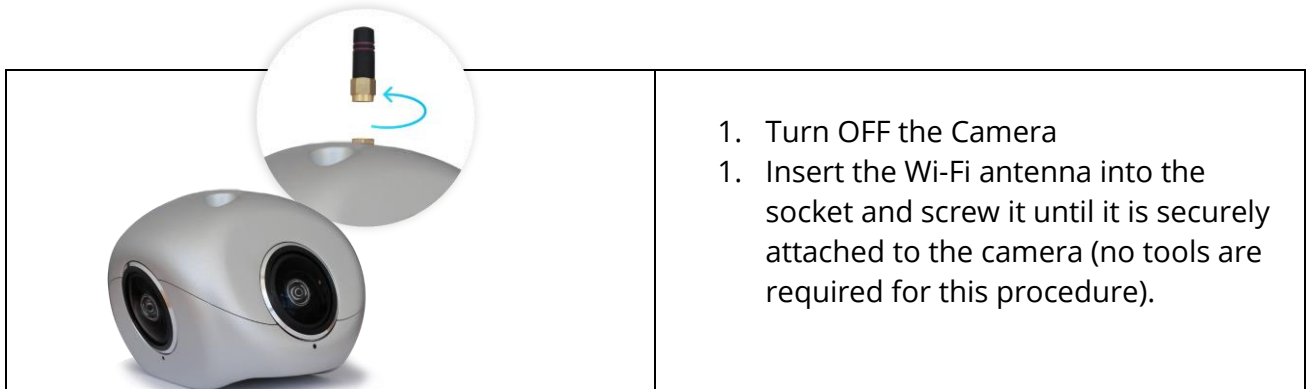 1. Turn OFF the Camera
1. Insert the Wi-Fi antenna into the
socket and screw it until it is securely
attached to the camera (no tools are
required for this procedure).